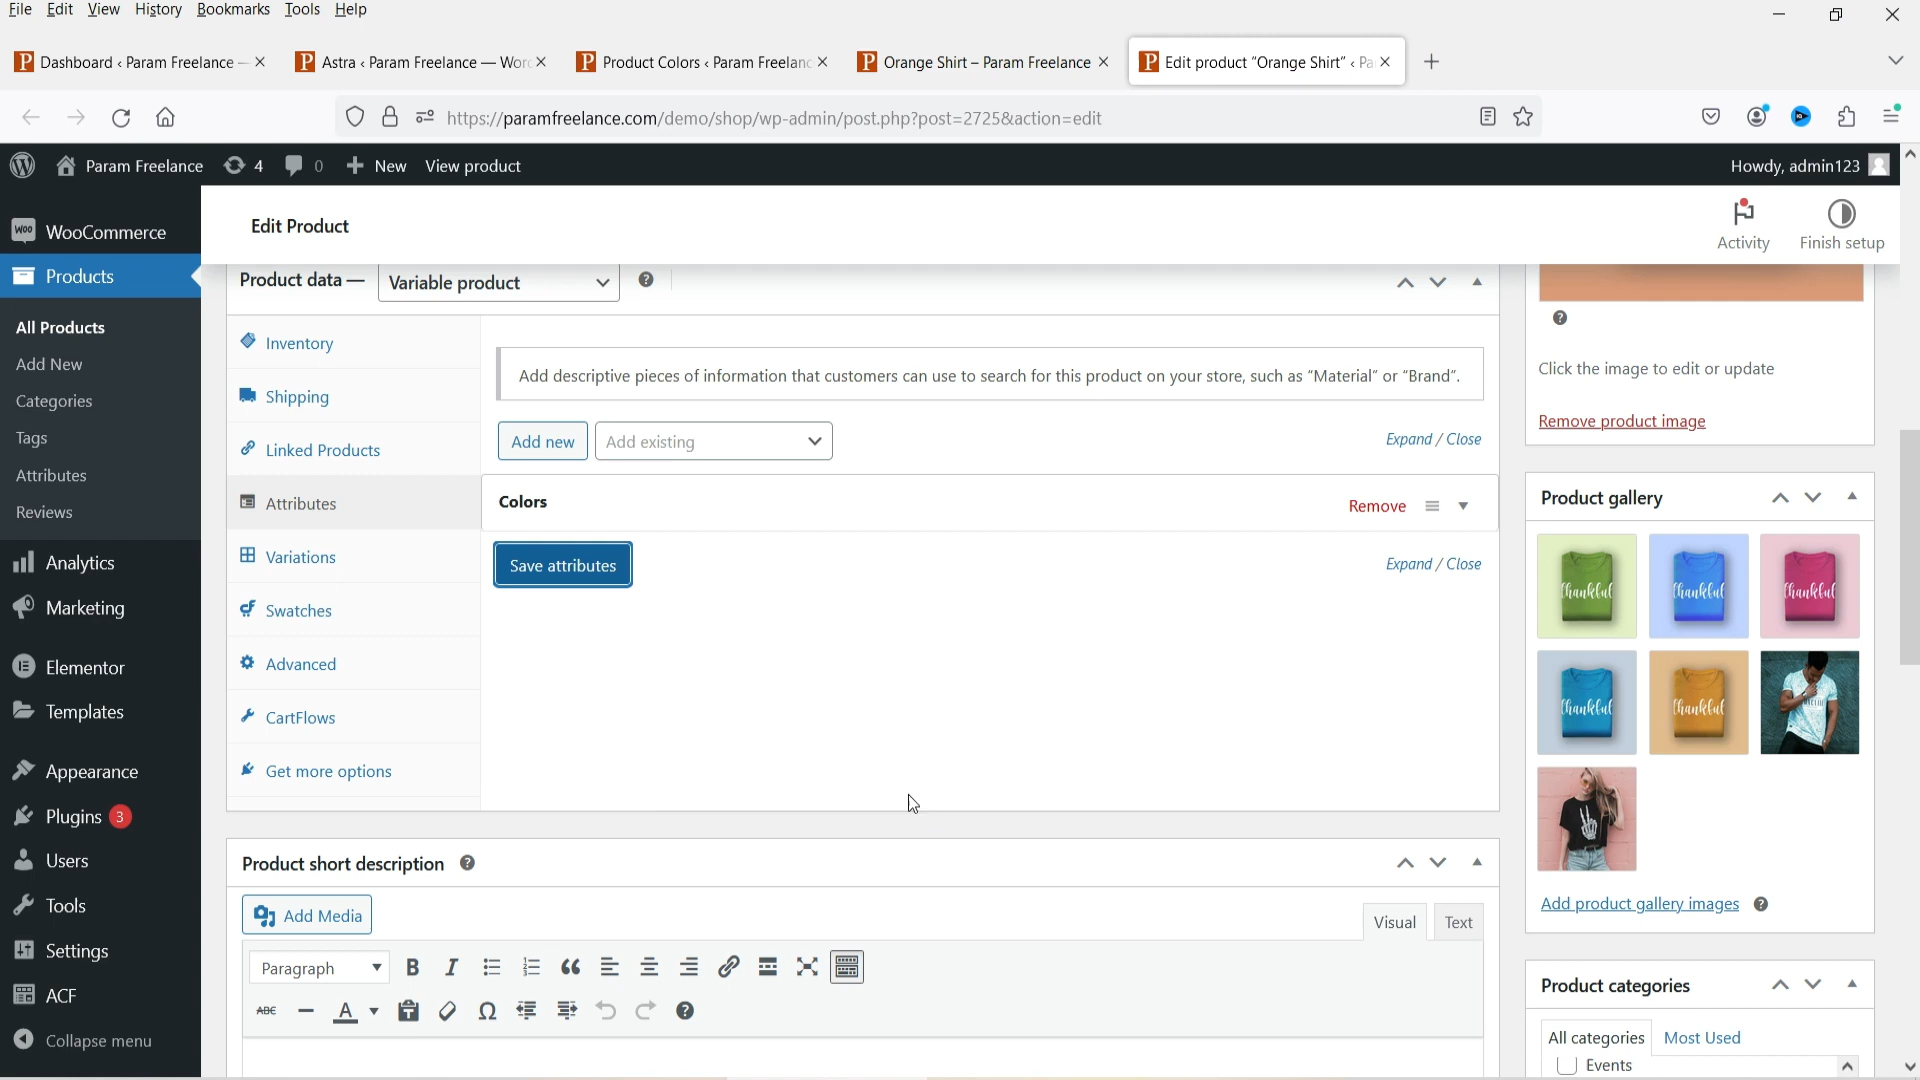 File Edit View History Bookmarks Tools Help
Dashboard ‹ Param Freelance —
Astra ‹ Param Freelance — Wor
Product Colors ‹ Param Freelanc
Orange Shirt – Param Freelance
Edit product “Orange Shirt” ‹ Pa
https://paramfreelance.com/demo/shop/wp-admin/post.php?post=2725&action=edit
Param Freelance 4 0 New View product Howdy, admin123
WooCommerce
Products
All Products
Add New
Categories
Tags
Attributes
Reviews
Analytics
Marketing
Elementor
Templates
Appearance
Plugins 3
Users
Tools
Settings
ACF
Collapse menu
Edit Product
Activity
Finish setup
Product data — Variable product
Inventory
Shipping
Linked Products
Attributes
Variations
Swatches
Advanced
CartFlows
Get more options
Add descriptive pieces of information that customers can use to search for this product on your store, such as “Material” or “Brand”.
Add new Add existing Expand / Close
Colors Remove
Save attributes Expand / Close
Product short description
Add Media
Visual Text
Paragraph
Click the image to edit or update
Remove product image
Product gallery
thankful thankful thankful
thankful thankful
Add product gallery images
Product categories
All categories Most Used
Events